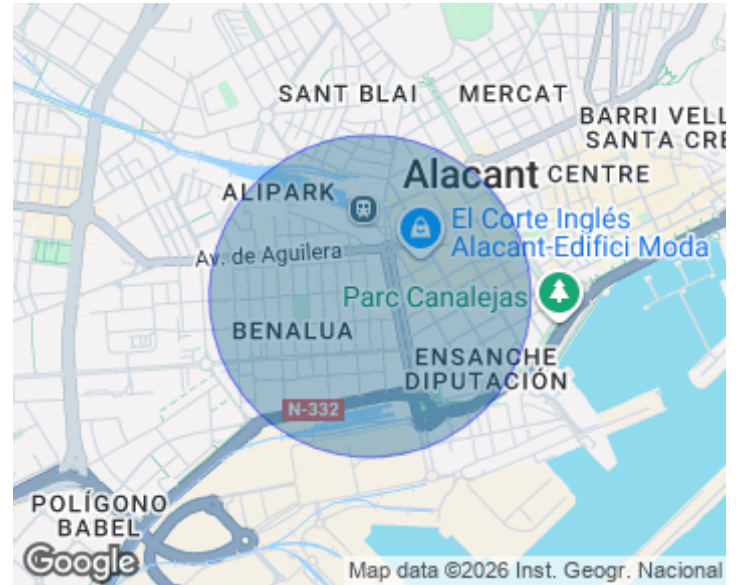 SANT BLAI
MERCAT
BARRI VELL
SANTA CRE
Alacant
CENTRE
ALIPARK
El Corte Inglés
Alacant-Edifici Moda
Av. de Aguilera
Parc Canalejas
BENALUA
ENSANCHE
DIPUTACIÓN
N-332
POLÍGONO
BABEL
Google
Map data ©2026 Inst. Geogr. Nacional